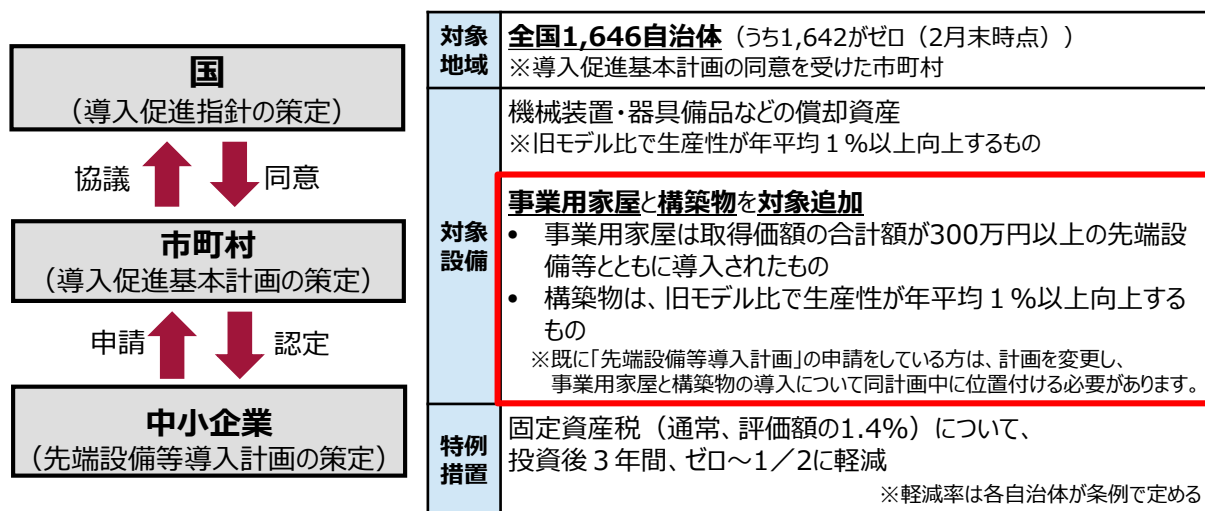 国
（導入促進指針の策定）
協議
同意
市町村
（導入促進基本計画の策定）
申請
認定
中小企業
（先端設備等導入計画の策定）
対象
地域
全国1,646自治体（うち1,642がゼロ（2月末時点））
※導入促進基本計画の同意を受けた市町村
対象
設備
機械装置・器具備品などの償却資産
※旧モデル比で生産性が年平均１%以上向上するもの
事業用家屋と構築物を対象追加
• 事業用家屋は取得価額の合計額が300万円以上の先端設
備等とともに導入されたもの
• 構築物は、旧モデル比で生産性が年平均１%以上向上する
もの
※既に「先端設備等導入計画」の申請をしている方は、計画を変更し、
事業用家屋と構築物の導入について同計画中に位置付ける必要があります。
特例
措置
固定資産税（通常、評価額の1.4%）について、
投資後３年間、ゼロ～1／2に軽減
※軽減率は各自治体が条例で定める